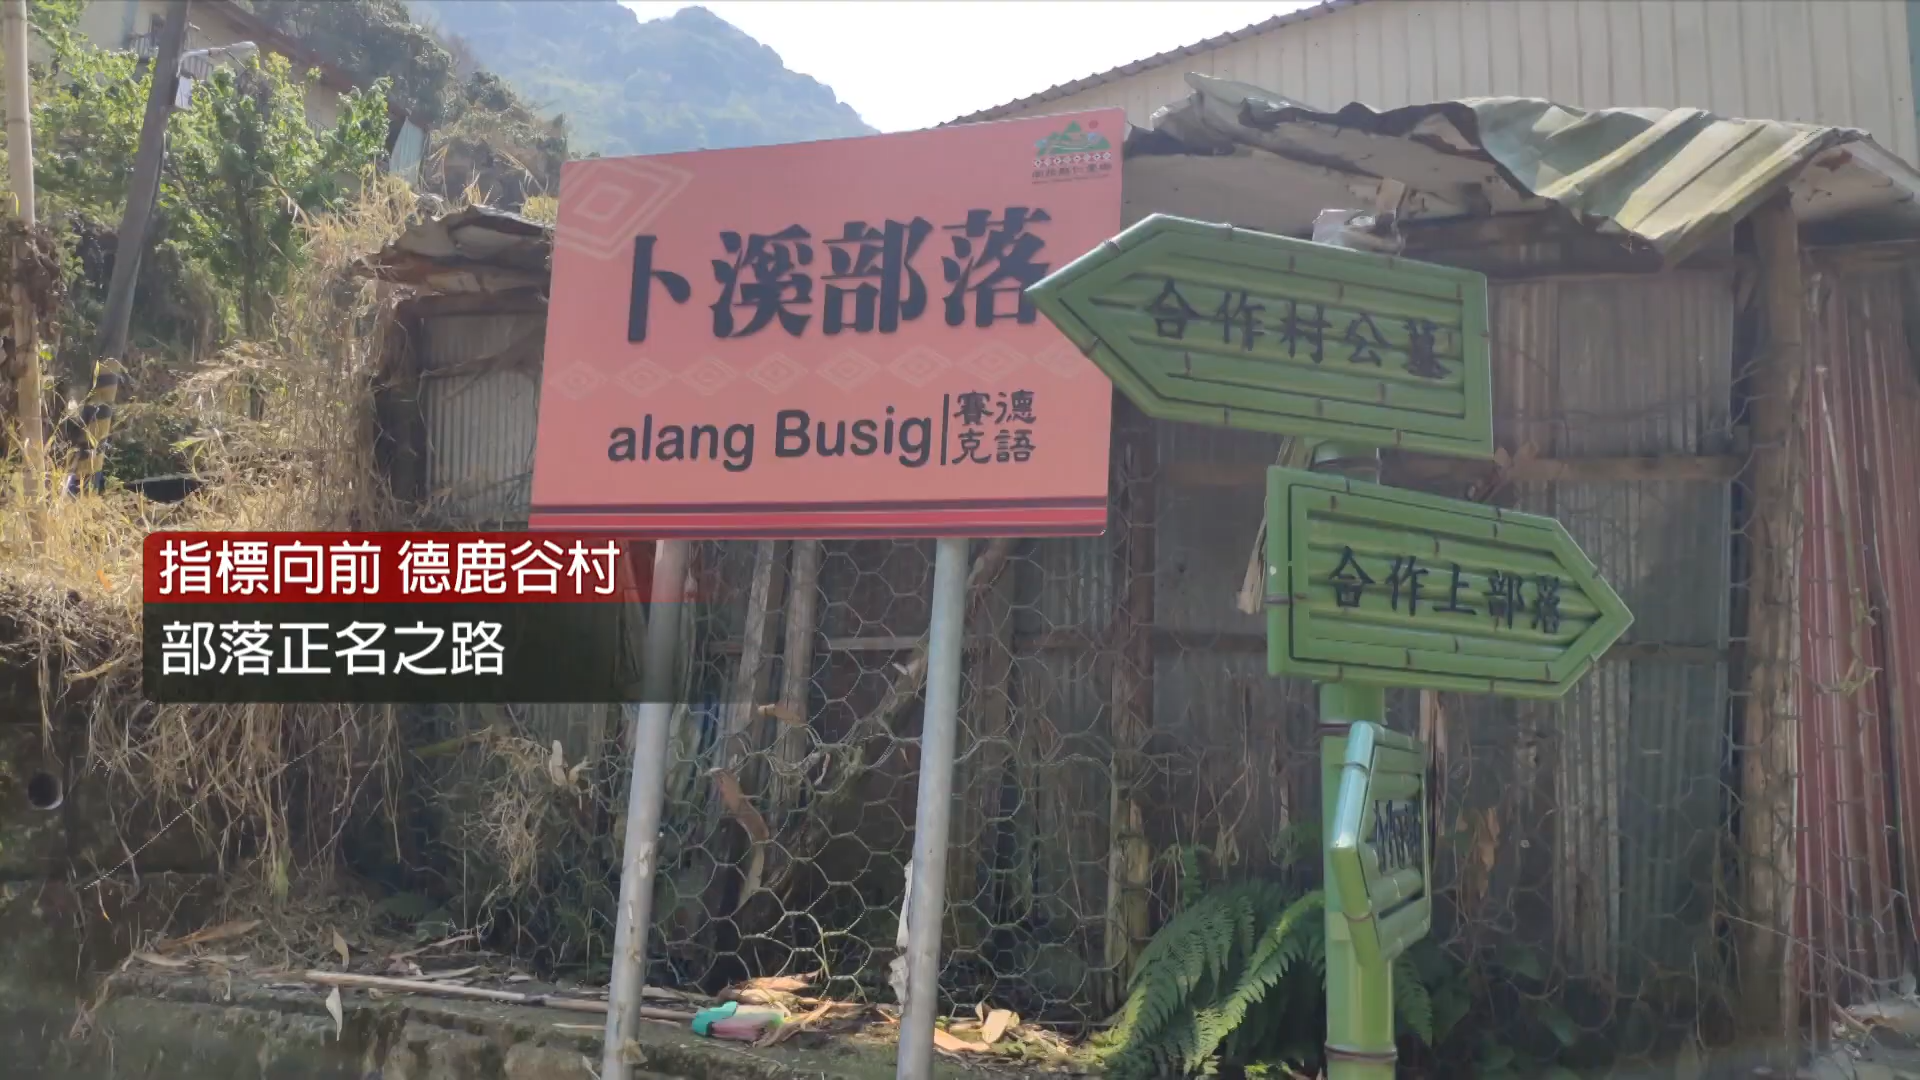 卜溪部落
alang Busig
賽德
克語
合作村公墓
合作上部落
指標向前 德鹿谷村
部落正名之路